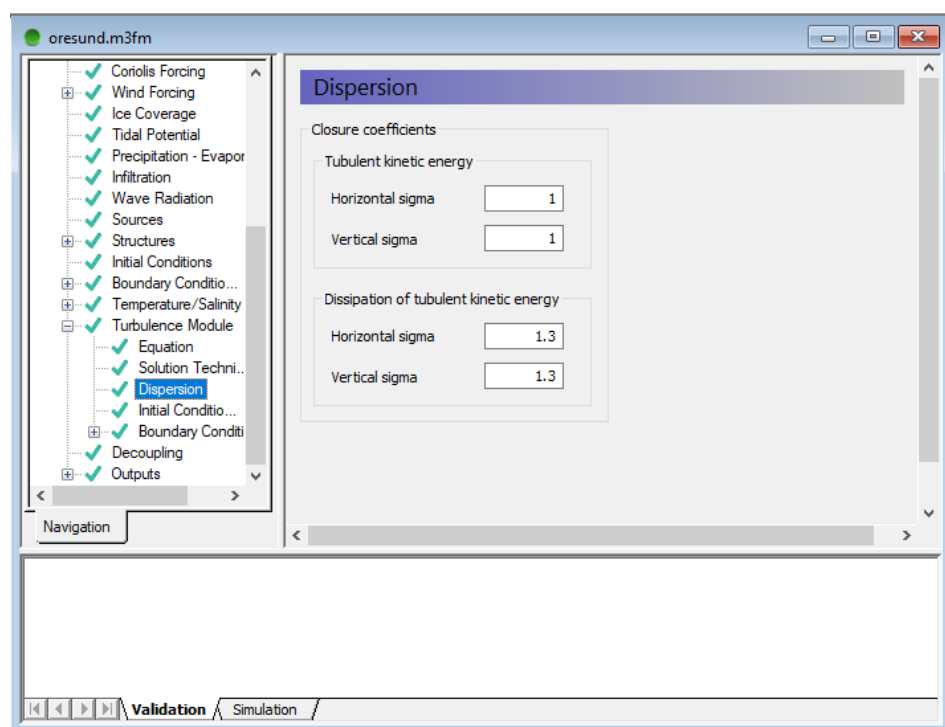 oresund.m3fm
Coriolis Forcing
Wind Forcing
Ice Coverage
Tidal Potential
Precipitation - Evapor
Infiltration
Wave Radiation
Sources
Structures
Initial Conditions
Boundary Conditio...
Temperature/Salinity
Turbulence Module
Equation
Solution Techni..
Dispersion
Initial Conditio...
Boundary Conditi
Decoupling
Outputs
Navigation
Dispersion
Closure coefficients
Tubulent kinetic energy
Horizontal sigma 1
Vertical sigma 1
Dissipation of tubulent kinetic energy
Horizontal sigma 1.3
Vertical sigma 1.3
Validation Simulation